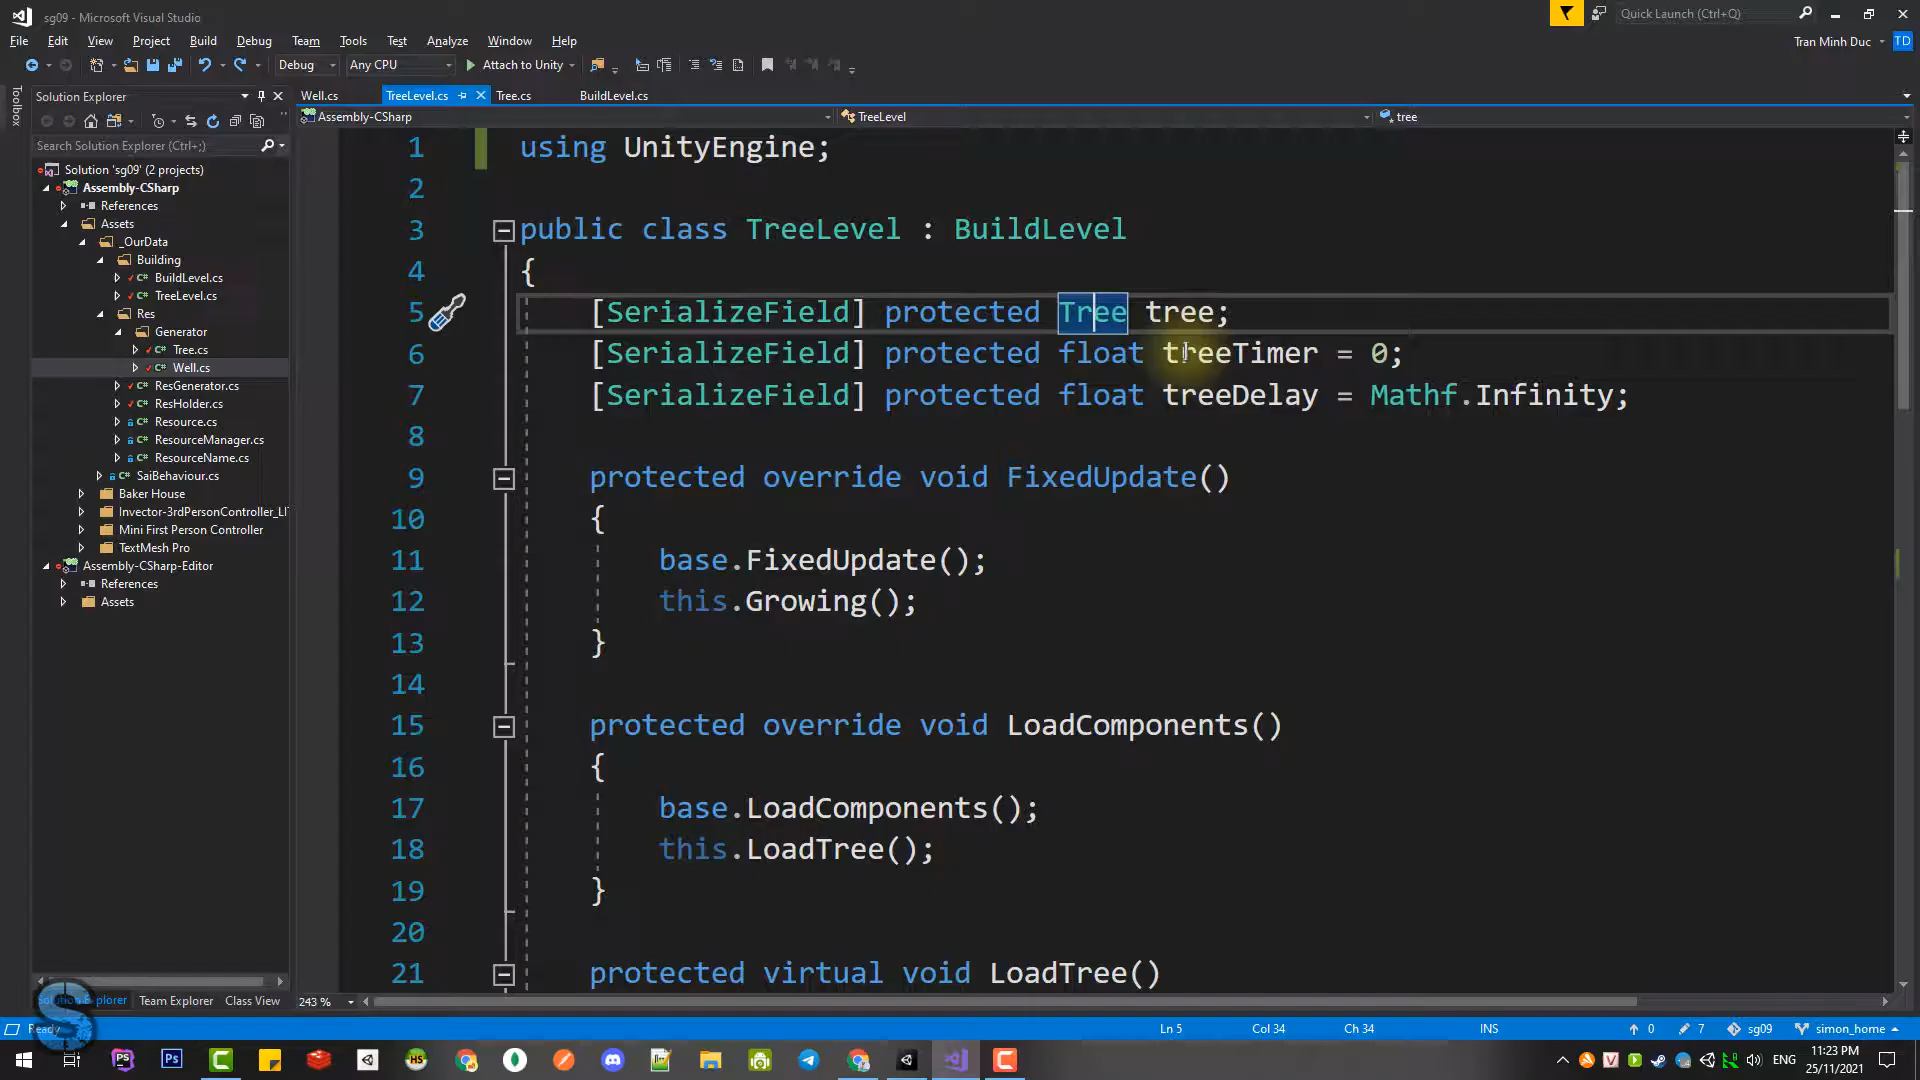 sg09 - Microsoft Visual Studio
Quick Launch (Ctrl+Q)
File Edit View Project Build Debug Team Tools Test Analyze Window Help
Tran Minh Duc TD
Debug Any CPU Attach to Unity
Toolbox
Solution Explorer
Well.cs TreeLevel.cs Tree.cs BuildLevel.cs
Assembly-CSharp TreeLevel tree
Search Solution Explorer (Ctrl+;)
Solution 'sg09' (2 projects)
Assembly-CSharp
References
Assets
_OurData
Building
BuildLevel.cs
TreeLevel.cs
Res
Generator
Tree.cs
Well.cs
ResGenerator.cs
ResHolder.cs
Resource.cs
ResourceManager.cs
ResourceName.cs
SaiBehaviour.cs
Baker House
Invector-3rdPersonController_LI
Mini First Person Controller
TextMesh Pro
Assembly-CSharp-Editor
References
Assets
1 using UnityEngine;
2
3 public class TreeLevel : BuildLevel
4 {
5 [SerializeField] protected Tree tree;
6 [SerializeField] protected float treeTimer = 0;
7 [SerializeField] protected float treeDelay = Mathf.Infinity;
8
9 protected override void FixedUpdate()
10 {
11 base.FixedUpdate();
12 this.Growing();
13 }
14
15 protected override void LoadComponents()
16 {
17 base.LoadComponents();
18 this.LoadTree();
19 }
20
21 protected virtual void LoadTree()
Solution Explorer Team Explorer Class View
243 %
Ready
Ln 5 Col 34 Ch 34 INS 0 7 sg09 simon_home
ENG
11:23 PM
25/11/2021